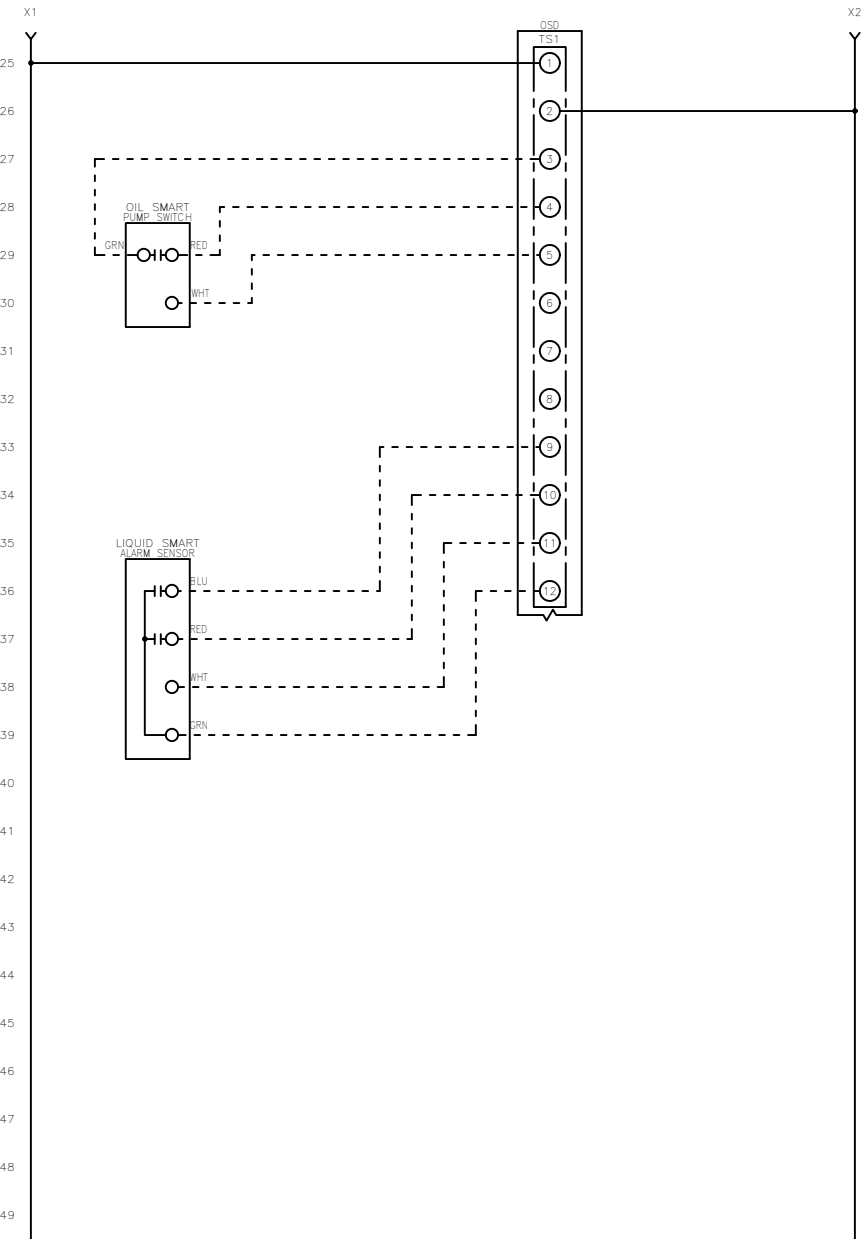 X1
X2
OSD
TS1
25
1
26
2
27
3
28
OIL SMART
PUMP SWITCH
4
29
GRN
RED
5
30
WHT
6
31
7
32
8
33
9
34
10
35
LIQUID SMART
ALARM SENSOR
11
36
BLU
12
37
RED
38
WHT
39
GRN
40
41
42
43
44
45
46
47
48
49